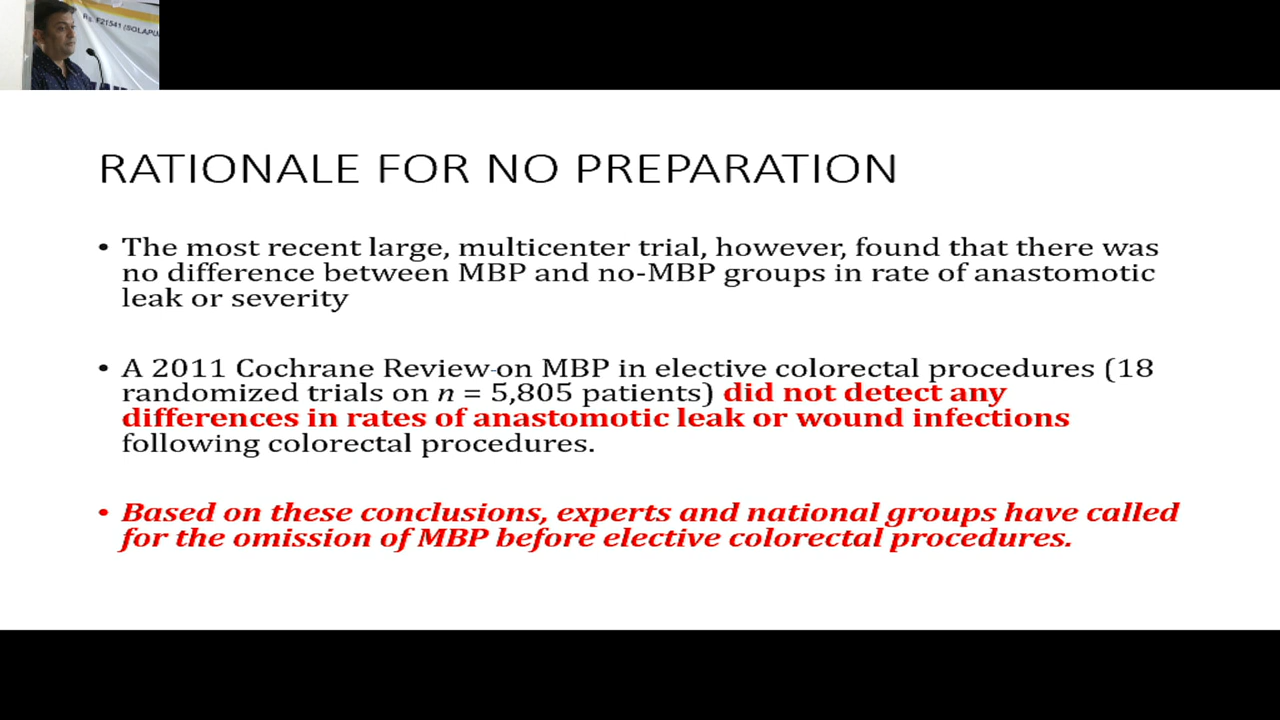 Rg. F21541 (SOLAPU
RATIONALE FOR NO PREPARATION
• The most recent large, multicenter trial, however, found that there was
no difference between MBP and no-MBP groups in rate of anastomotic
leak or severity
• A 2011 Cochrane Review-on MBP in elective colorectal procedures (18
randomized trials on n = 5,805 patients) did not detect any
differences in rates of anastomotic leak or wound infections
following colorectal procedures.
• Based on these conclusions, experts and national groups have called
for the omission of MBP before elective colorectal procedures.